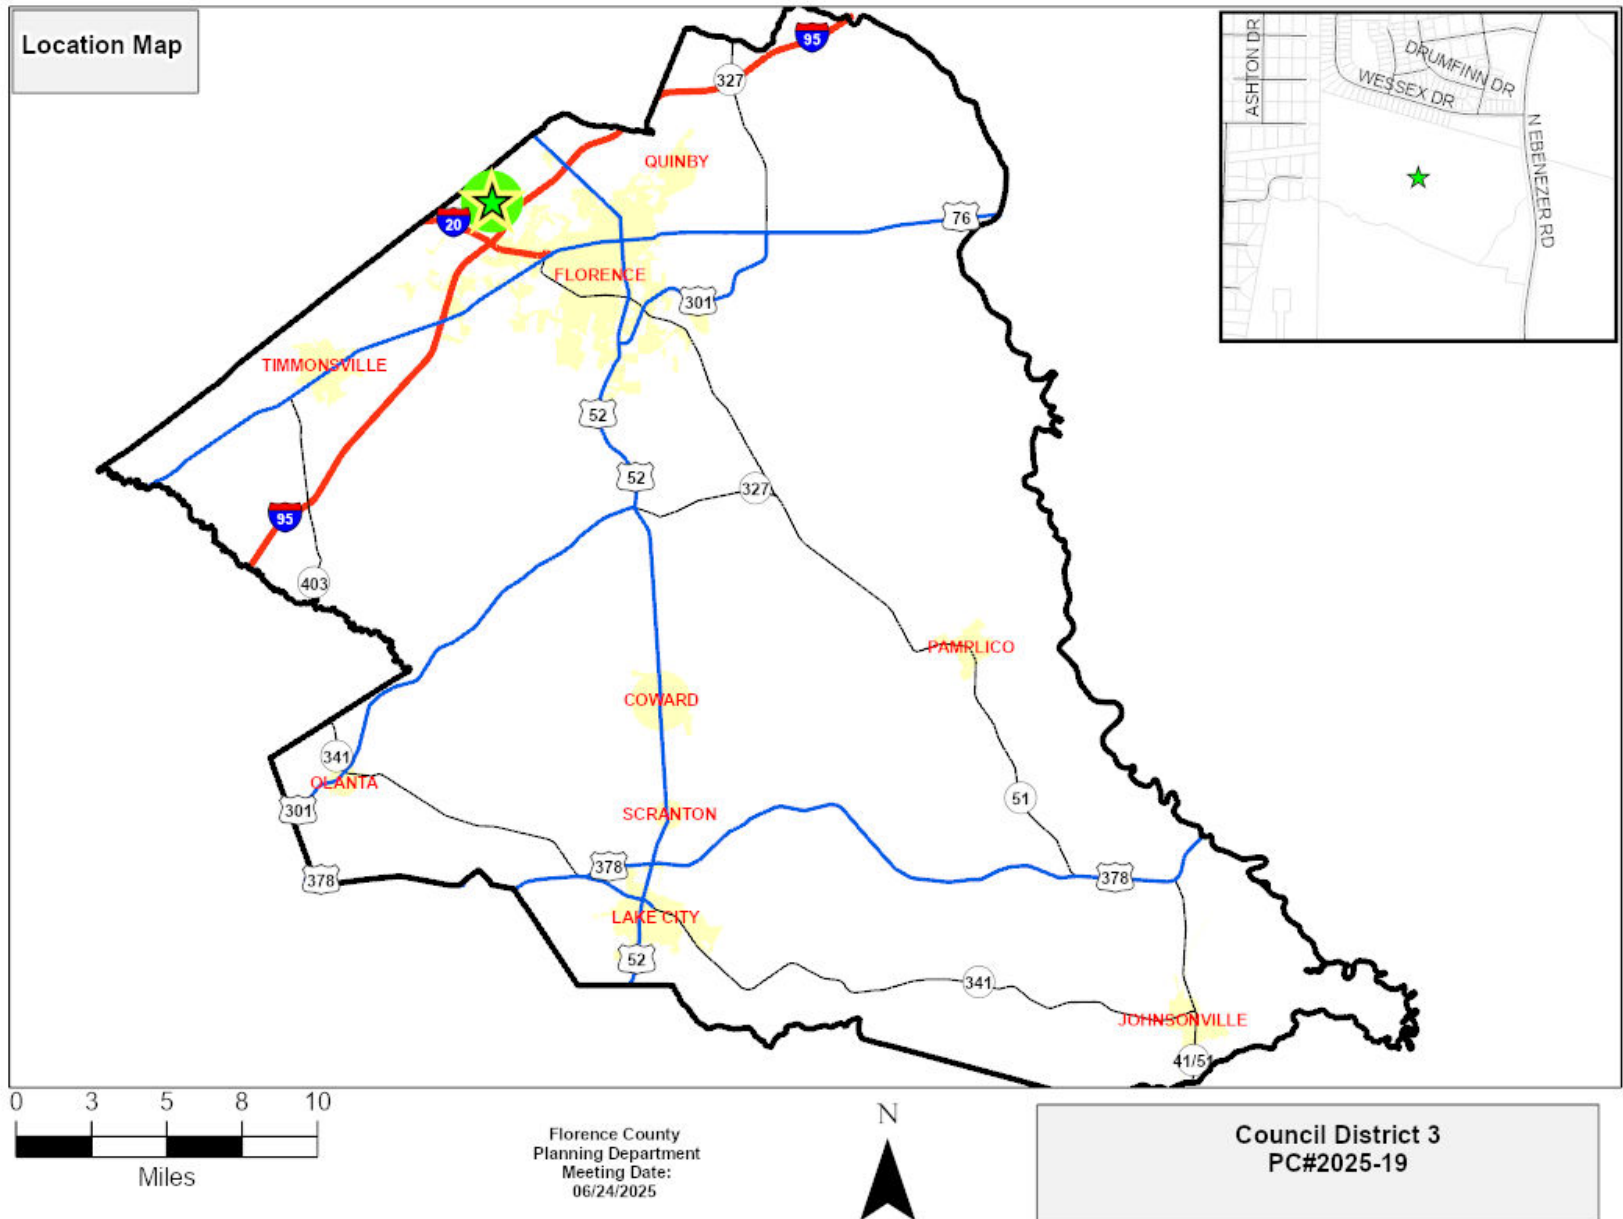 Location Map
95
327
ASHTON DR
DRUMFINN DR
WESSEX DR
N EBENEZER RD
QUINBY
20
76
FLORENCE
301
TIMMONSVILLE
52
52
327
95
403
PAMPLICO
COWARD
341
OLANTA
301
51
SCRANTON
378
378
378
LAKE CITY
52
341
JOHNSONVILLE
41/51
0 3 5 8 10
Miles
Florence County
Planning Department
Meeting Date:
06/24/2025
N
Council District 3
PC#2025-19